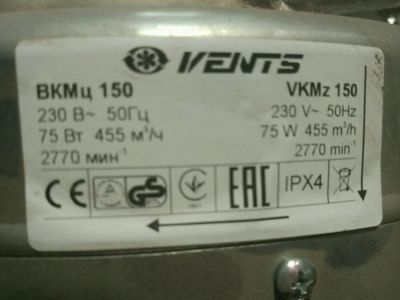 VENTS
ВКМц 150 VKMz 150
230 В~ 50Гц 230 V~ 50Hz
75 Вт 455 м³/ч 75 W 455 m³/h
2770 мин⁻¹ 2770 min⁻¹
CE GS EAC IPX4